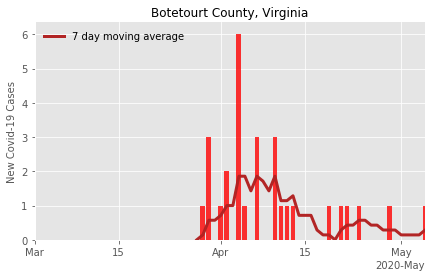 Botetourt County, Virginia
7 day moving average
New Covid-19 Cases
6
5
4
3
2
1
0
Mar
15
Apr
15
May
2020-May